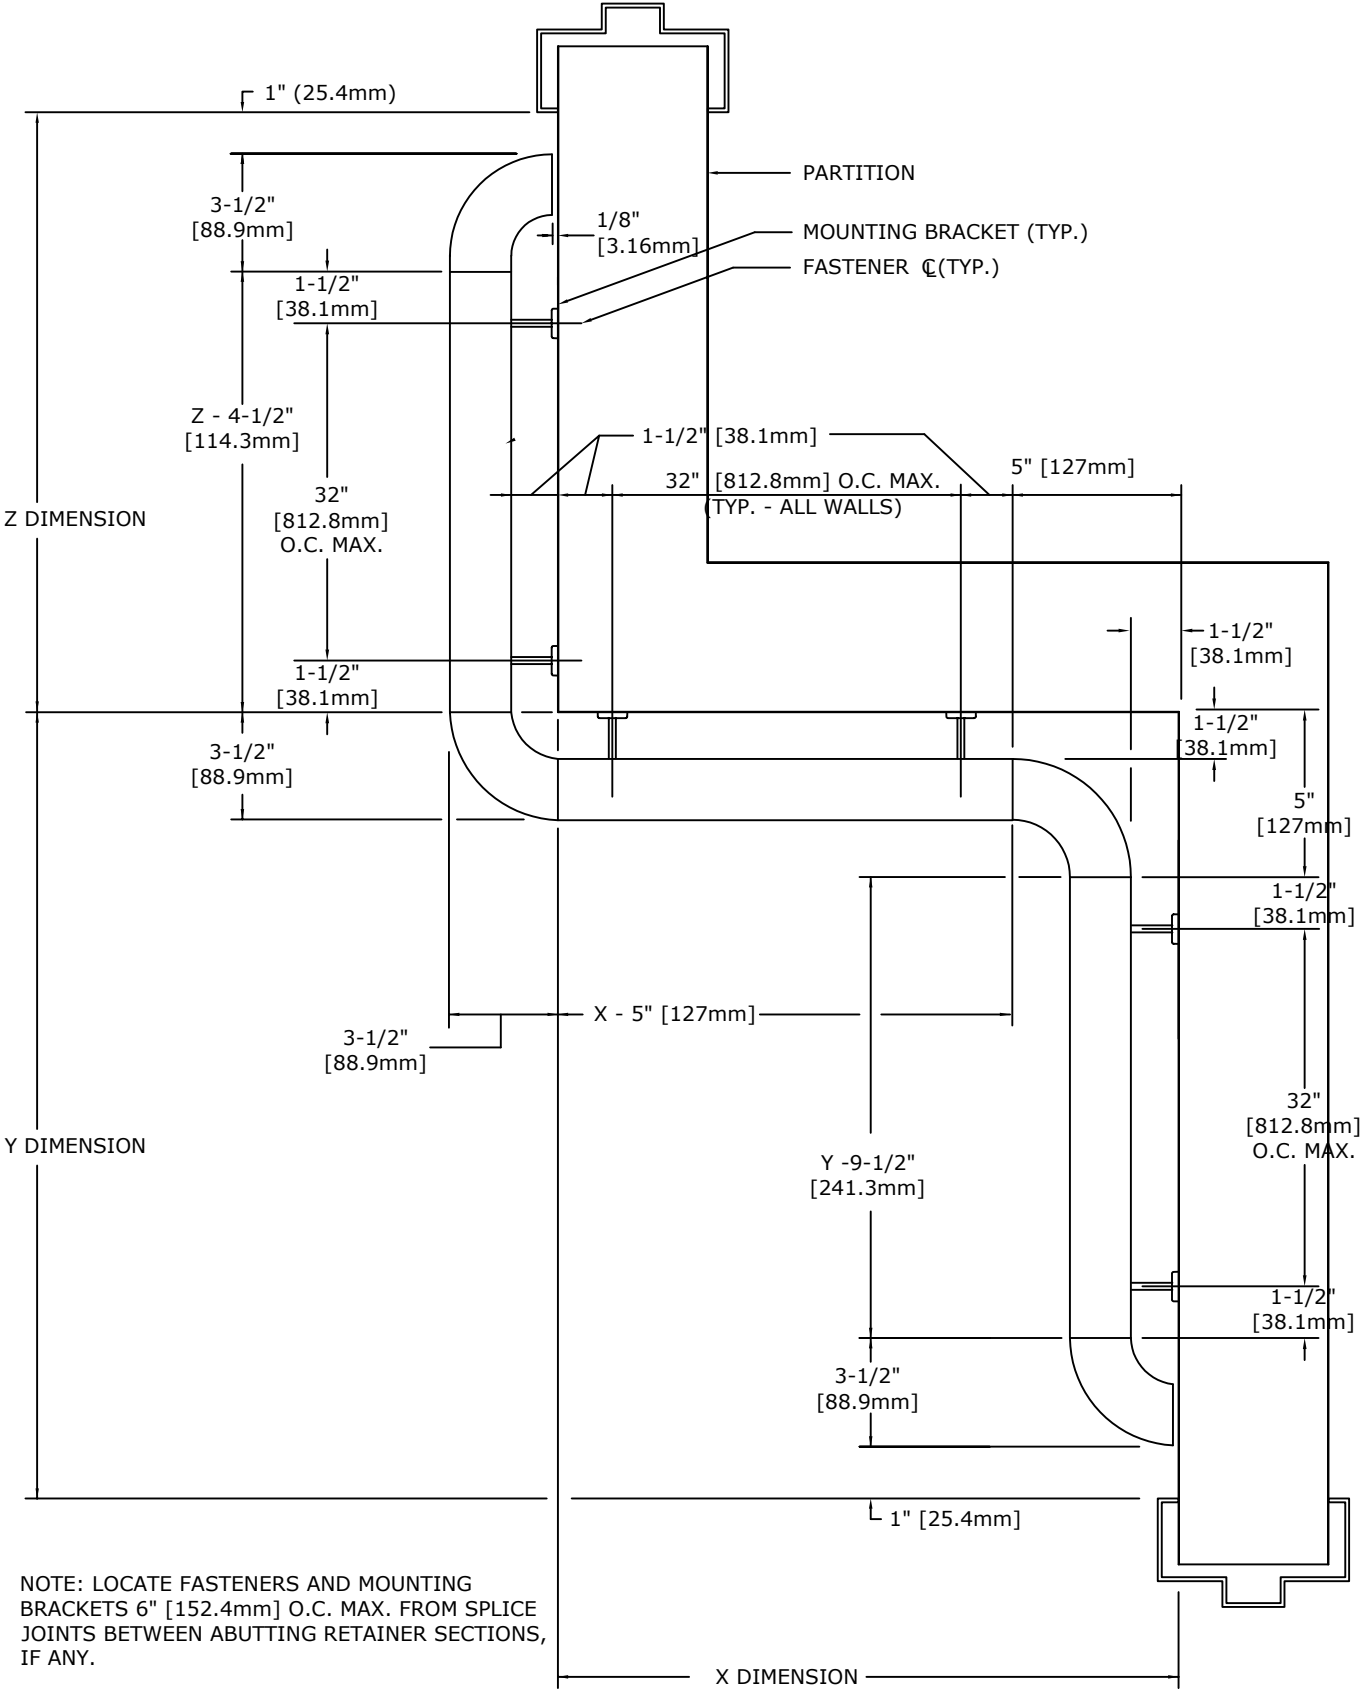 1" (25.4mm)
PARTITION
3-1/2"
[88.9mm]
1/8"
[3.16mm]
MOUNTING BRACKET (TYP.)
FASTENER ℄(TYP.)
1-1/2"
[38.1mm]
Z - 4-1/2"
[114.3mm]
1-1/2" [38.1mm]
5" [127mm]
32" [812.8mm] O.C. MAX.
(TYP. - ALL WALLS)
32"
[812.8mm]
O.C. MAX.
Z DIMENSION
1-1/2"
[38.1mm]
1-1/2"
[38.1mm]
1-1/2"
[38.1mm]
3-1/2"
[88.9mm]
5"
[127mm]
1-1/2"
[38.1mm]
X - 5" [127mm]
3-1/2"
[88.9mm]
32"
[812.8mm]
O.C. MAX.
Y DIMENSION
Y -9-1/2"
[241.3mm]
1-1/2"
[38.1mm]
3-1/2"
[88.9mm]
1" [25.4mm]
NOTE: LOCATE FASTENERS AND MOUNTING
BRACKETS 6" [152.4mm] O.C. MAX. FROM SPLICE
JOINTS BETWEEN ABUTTING RETAINER SECTIONS,
IF ANY.
X DIMENSION